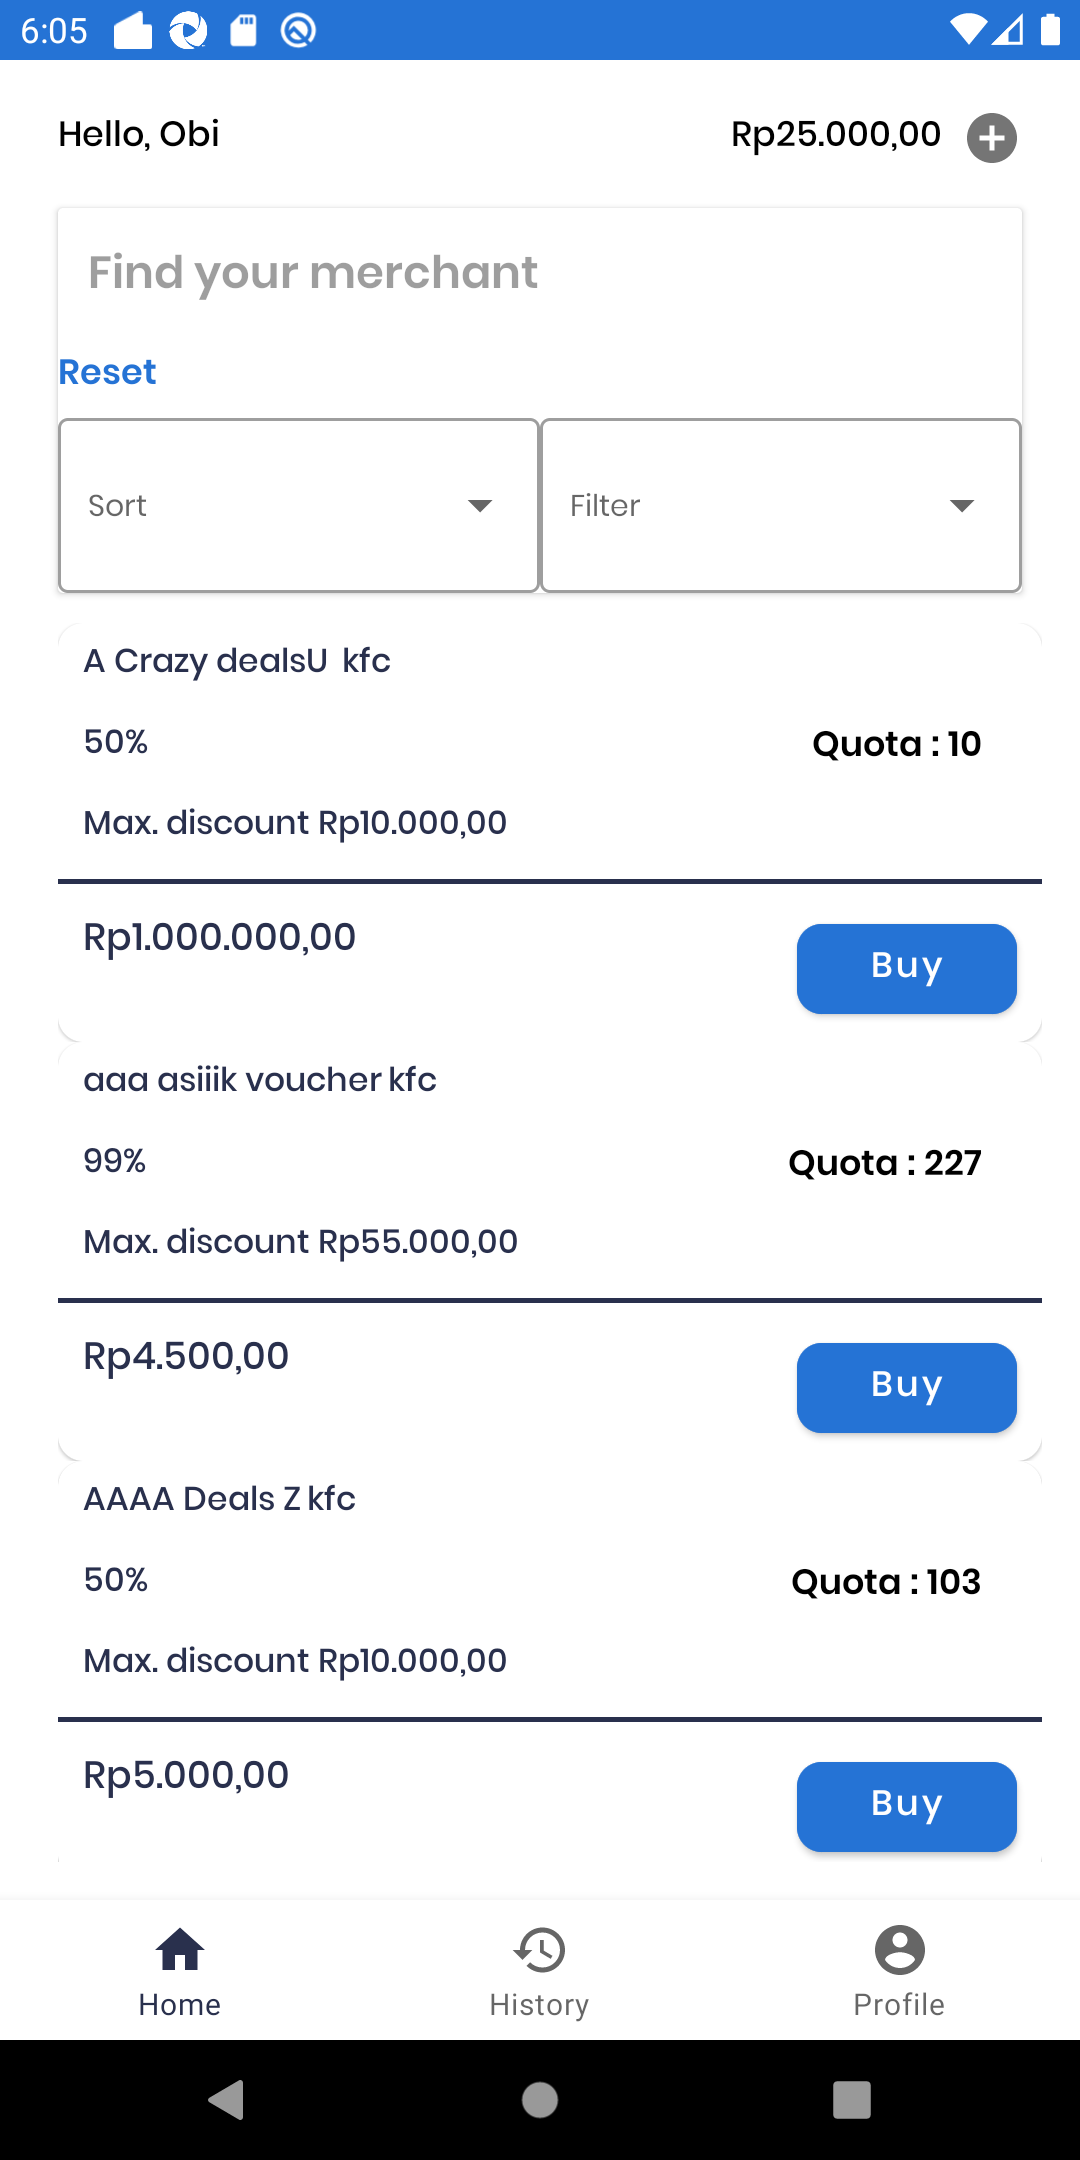 6:05
Hello, Obi
Rp25.000,00
Find your merchant
Reset
Sort
Filter
A Crazy dealsU kfc
50%
Quota : 10
Max. discount Rp10.000,00
Rp1.000.000,00
Buy
aaa asiiik voucher kfc
99%
Quota : 227
Max. discount Rp55.000,00
Rp4.500,00
Buy
AAAA Deals Z kfc
50%
Quota : 103
Max. discount Rp10.000,00
Rp5.000,00
Buy
Home
History
Profile